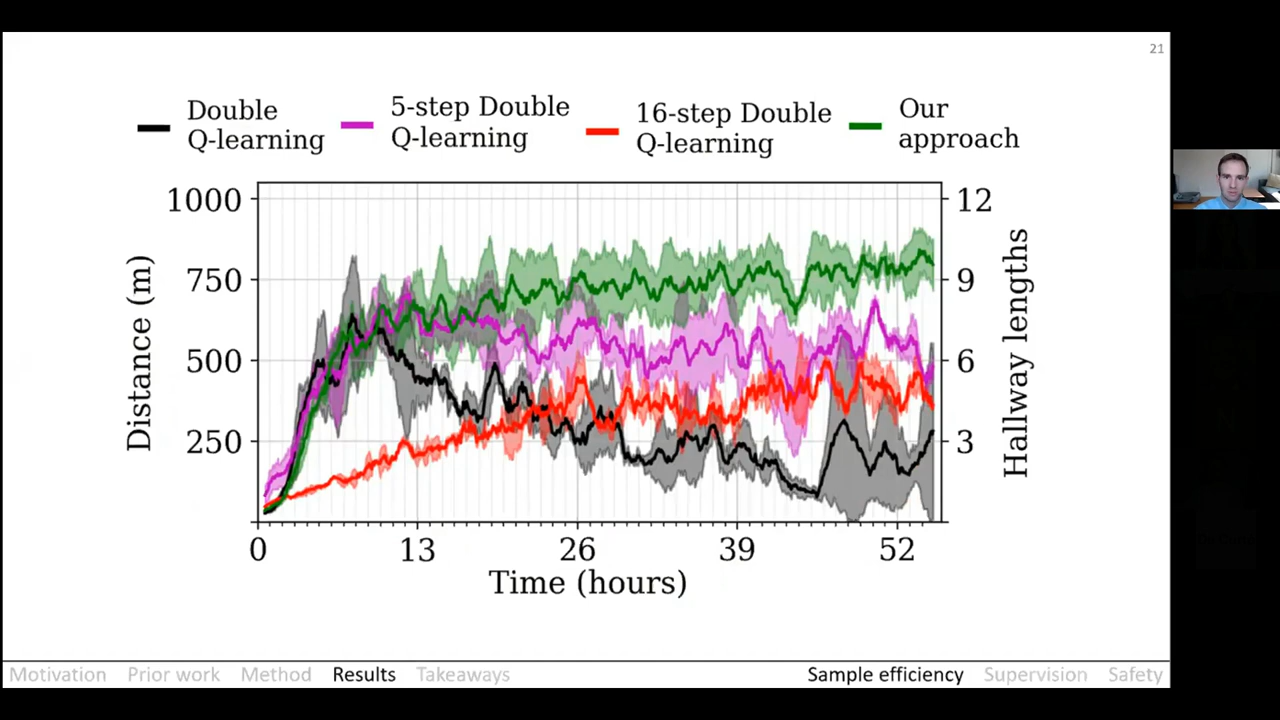 21
Double
Q-learning
5-step Double
Q-learning
16-step Double
Q-learning
Our
approach
1000
750
500
250
Distance (m)
12
9
6
3
Hallway lengths
0 13 26 39 52
Time (hours)
Motivation Prior work Method Results Takeaways Sample efficiency Supervision Safety